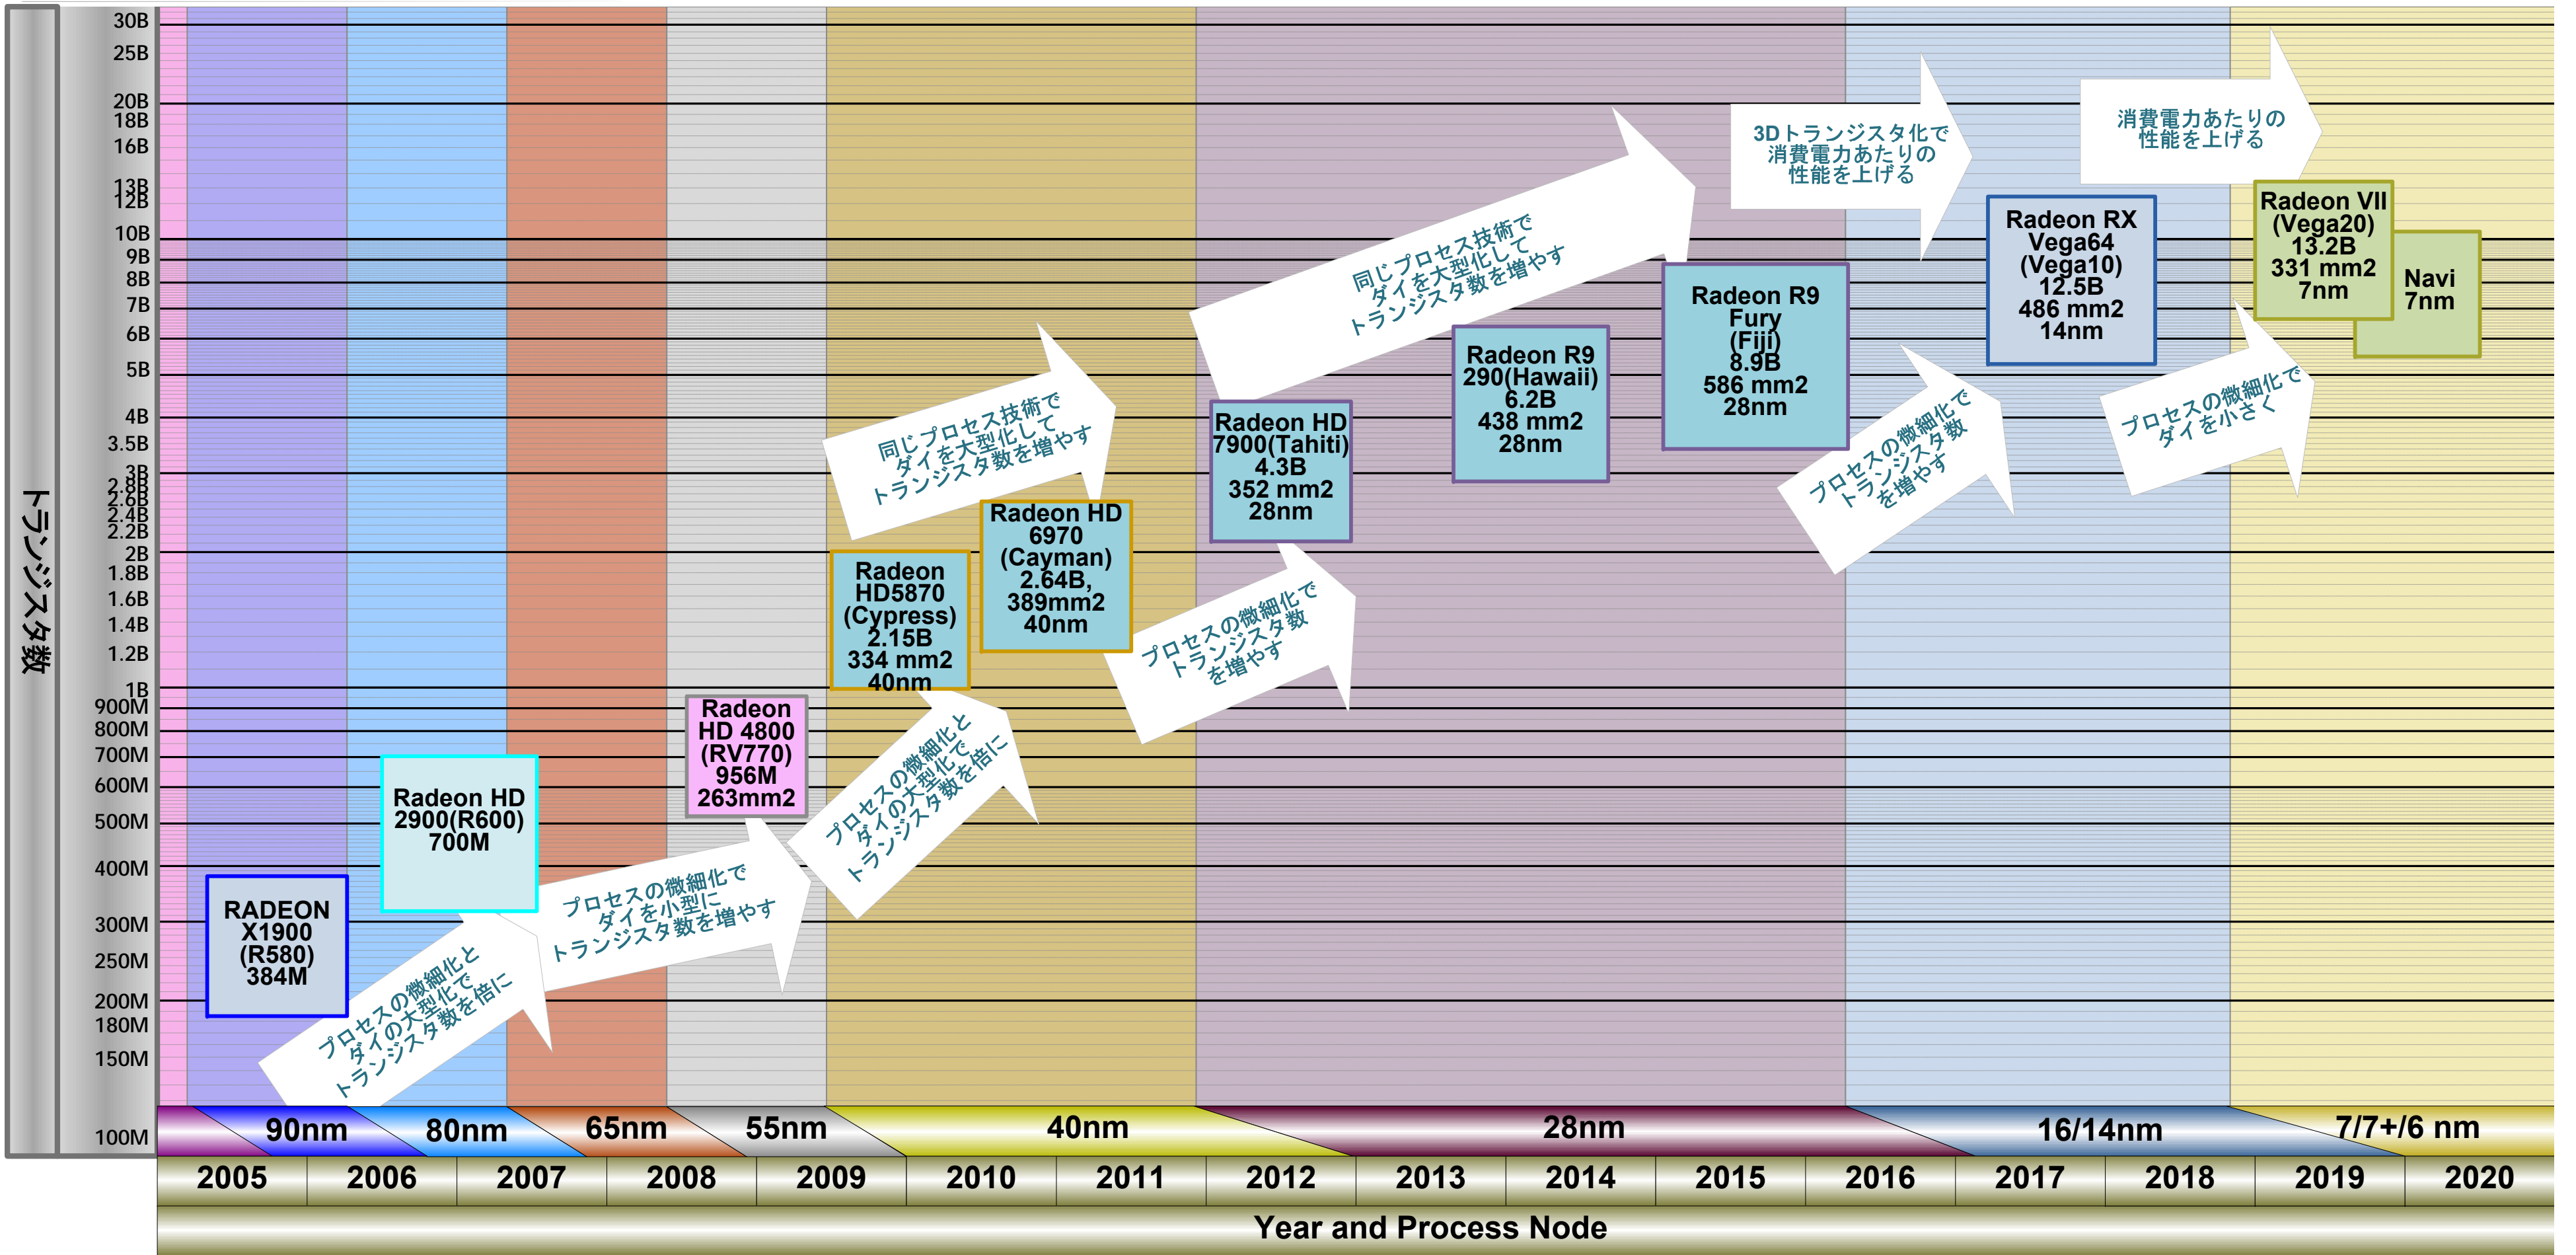 トランジスタ数
30B
25B
20B
18B
16B
13B
12B
10B
9B
8B
7B
6B
5B
4B
3.5B
3B
2.8B
2.6B
2.4B
2.2B
2B
1.8B
1.6B
1.4B
1.2B
1B
900M
800M
700M
600M
500M
400M
300M
250M
200M
180M
150M
100M
RADEON
X1900
(R580)
384M
プロセスの微細化と
ダイの大型化で
トランジスタ数を倍に
Radeon HD
2900(R600)
700M
プロセスの微細化で
ダイを小型に
トランジスタ数を増やす
Radeon
HD 4800
(RV770)
956M
263mm2
プロセスの微細化と
ダイの大型化で
トランジスタ数を倍に
Radeon
HD5870
(Cypress)
2.15B
334 mm2
40nm
同じプロセス技術で
ダイを大型化して
トランジスタ数を増やす
Radeon HD
6970
(Cayman)
2.64B,
389mm2
40nm
プロセスの微細化で
トランジスタ数
を増やす
Radeon HD
7900(Tahiti)
4.3B
352 mm2
28nm
同じプロセス技術で
ダイを大型化して
トランジスタ数を増やす
Radeon R9
290(Hawaii)
6.2B
438 mm2
28nm
Radeon R9
Fury
(Fiji)
8.9B
586 mm2
28nm
3Dトランジスタ化で
消費電力あたりの
性能を上げる
プロセスの微細化で
トランジスタ数
を増やす
Radeon RX
Vega64
(Vega10)
12.5B
486 mm2
14nm
消費電力あたりの
性能を上げる
プロセスの微細化で
ダイを小さく
Radeon VII
(Vega20)
13.2B
331 mm2
7nm
Navi
7nm
90nm
80nm
65nm
55nm
40nm
28nm
16/14nm
7/7+/6 nm
2005
2006
2007
2008
2009
2010
2011
2012
2013
2014
2015
2016
2017
2018
2019
2020
Year and Process Node